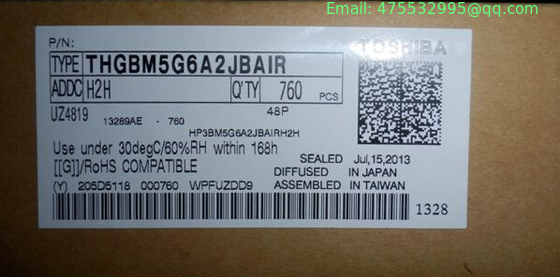 Email: 475532995@qq.com
P/N:
TOSHIBA
TYPE THGBM5G6A2JBAIR
ADDC H2H Q'TY 760 PCS
UZ4819 48P
13289AE - 760
HP3BM5G6A2JBAIRH2H
Use under 30degC/60%RH within 168h
[[G]]/RoHS COMPATIBLE
SEALED Jul,15,2013
DIFFUSED IN JAPAN
ASSEMBLED IN TAIWAN
(Y) 205D5118 000760 WPFUZDD9
1328